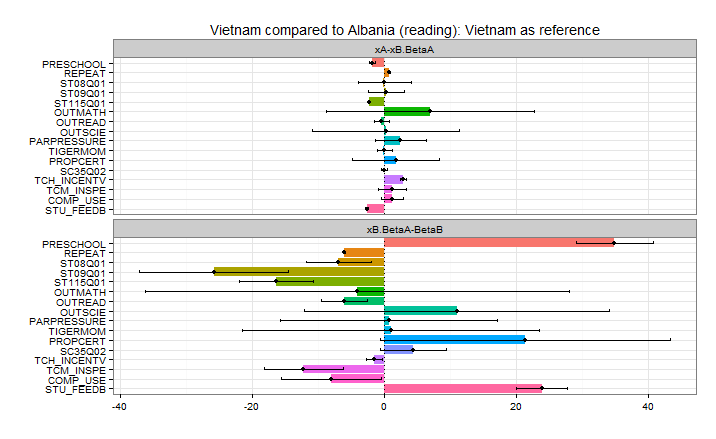 Vietnam compared to Albania (reading): Vietnam as reference
xA-xB.BetaA
PRESCHOOL
REPEAT
ST08Q01
ST09Q01
ST115Q01
OUTMATH
OUTREAD
OUTSCIE
PARPRESSURE
TIGERMOM
PROPCERT
SC35Q02
TCH_INCENTV
TCM_INSPE
COMP_USE
STU_FEEDB
xB.BetaA-BetaB
PRESCHOOL
REPEAT
ST08Q01
ST09Q01
ST115Q01
OUTMATH
OUTREAD
OUTSCIE
PARPRESSURE
TIGERMOM
PROPCERT
SC35Q02
TCH_INCENTV
TCM_INSPE
COMP_USE
STU_FEEDB
-40 -20 0 20 40